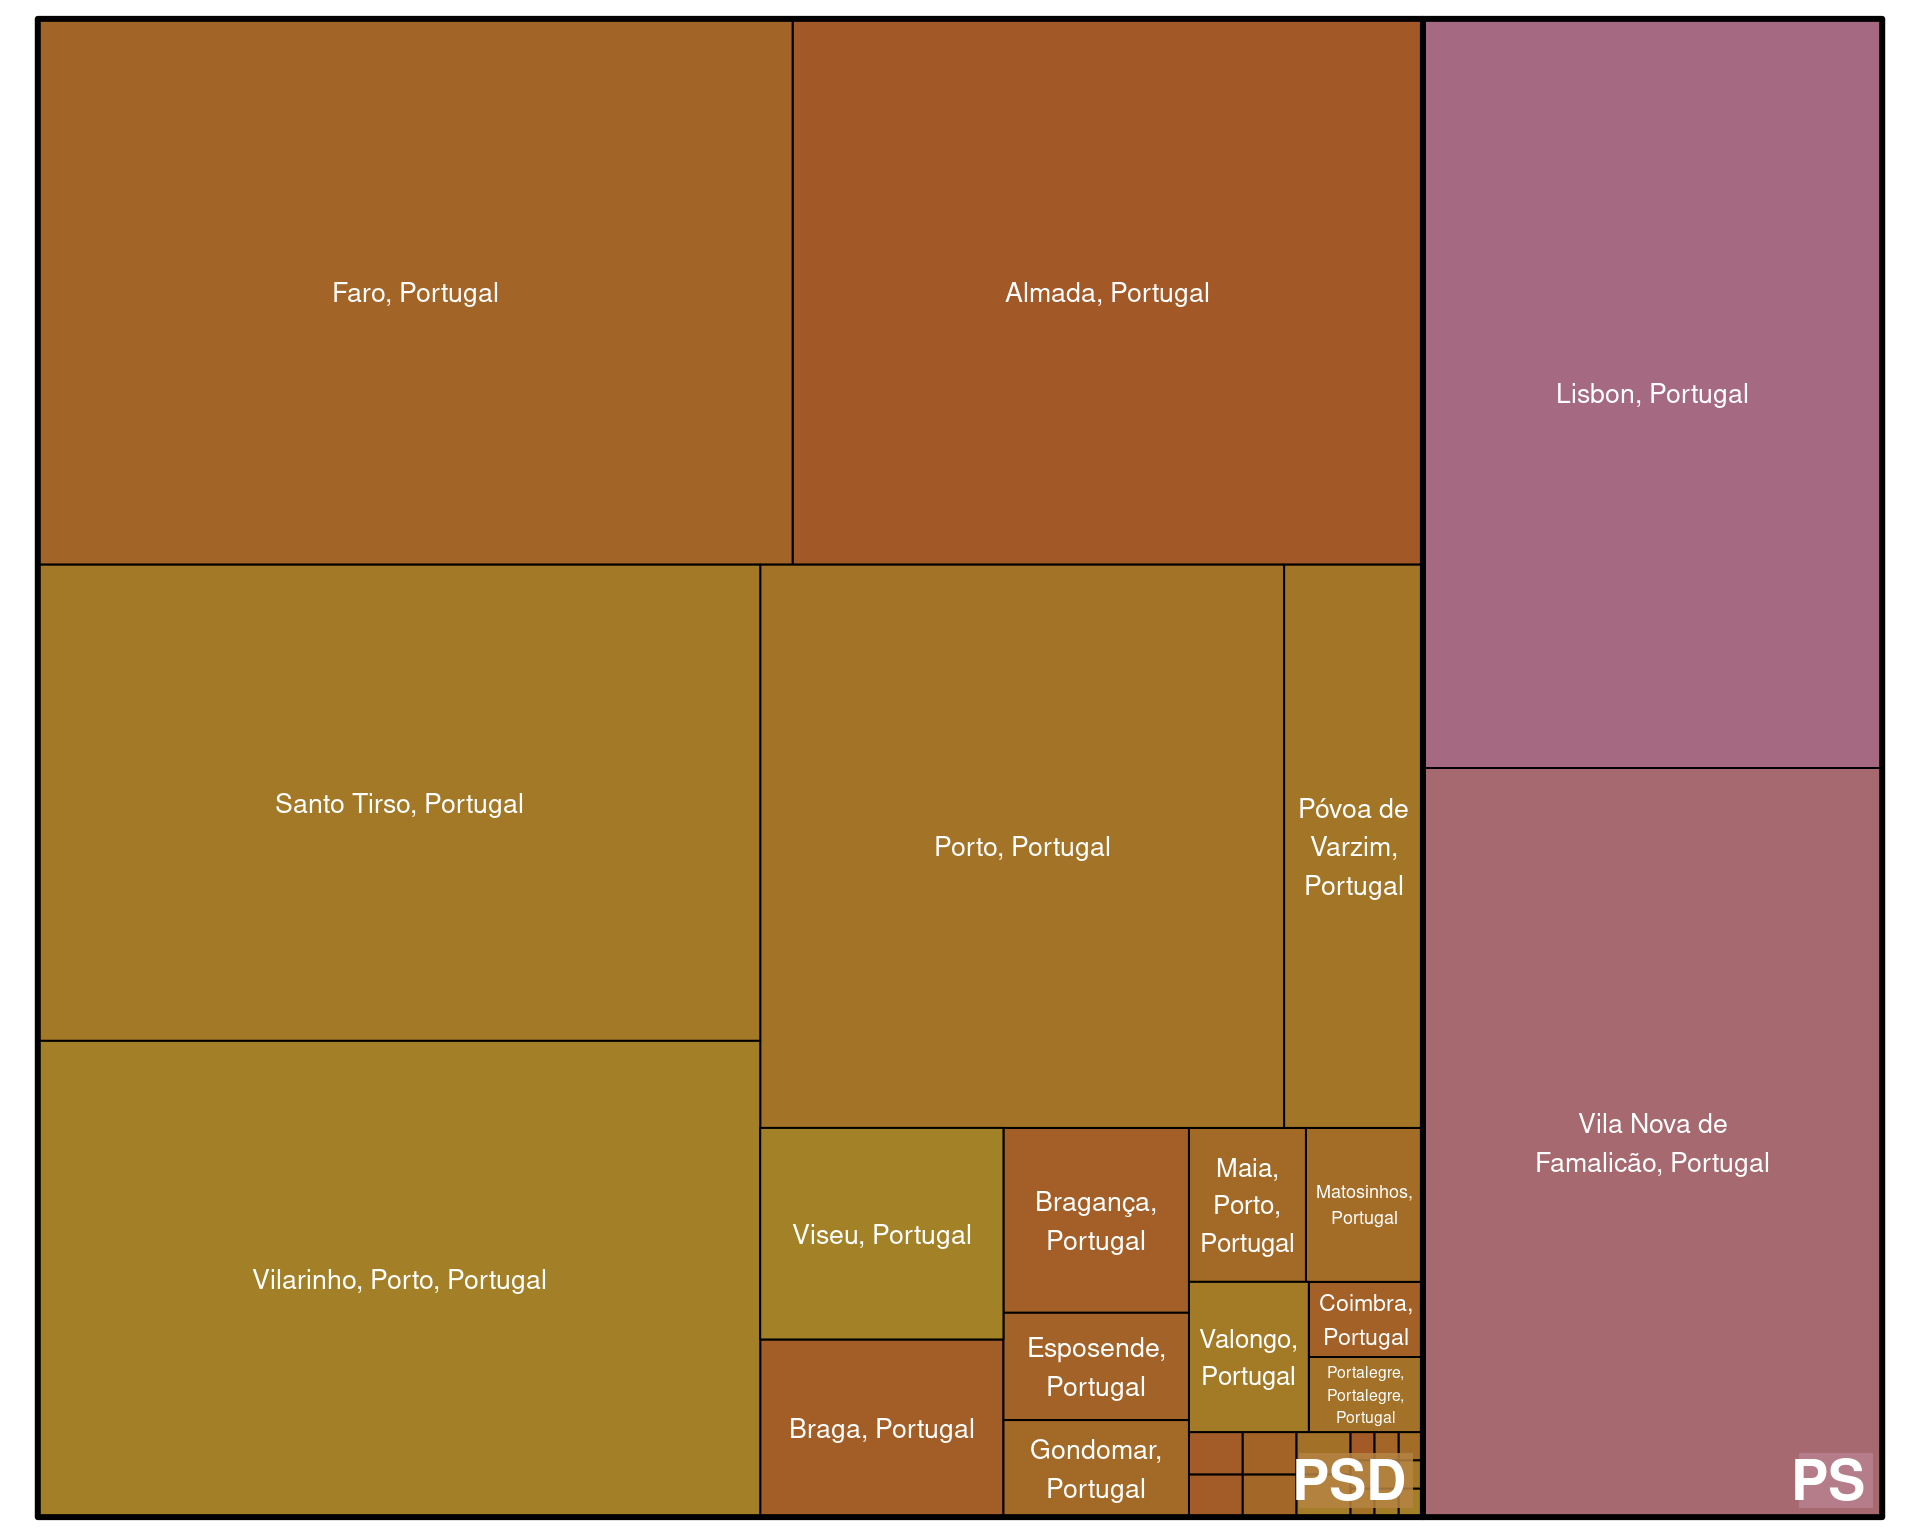 Faro, Portugal
Almada, Portugal
Lisbon, Portugal
Santo Tirso, Portugal
Porto, Portugal
Póvoa de
Varzim,
Portugal
Vilarinho, Porto, Portugal
Viseu, Portugal
Braga, Portugal
Bragança,
Portugal
Esposende,
Portugal
Gondomar,
Portugal
Maia,
Porto,
Portugal
Matosinhos,
Portugal
Valongo,
Portugal
Coimbra,
Portugal
Portalegre,
Portalegre,
Portugal
PSD
Vila Nova de
Famalicão, Portugal
PS